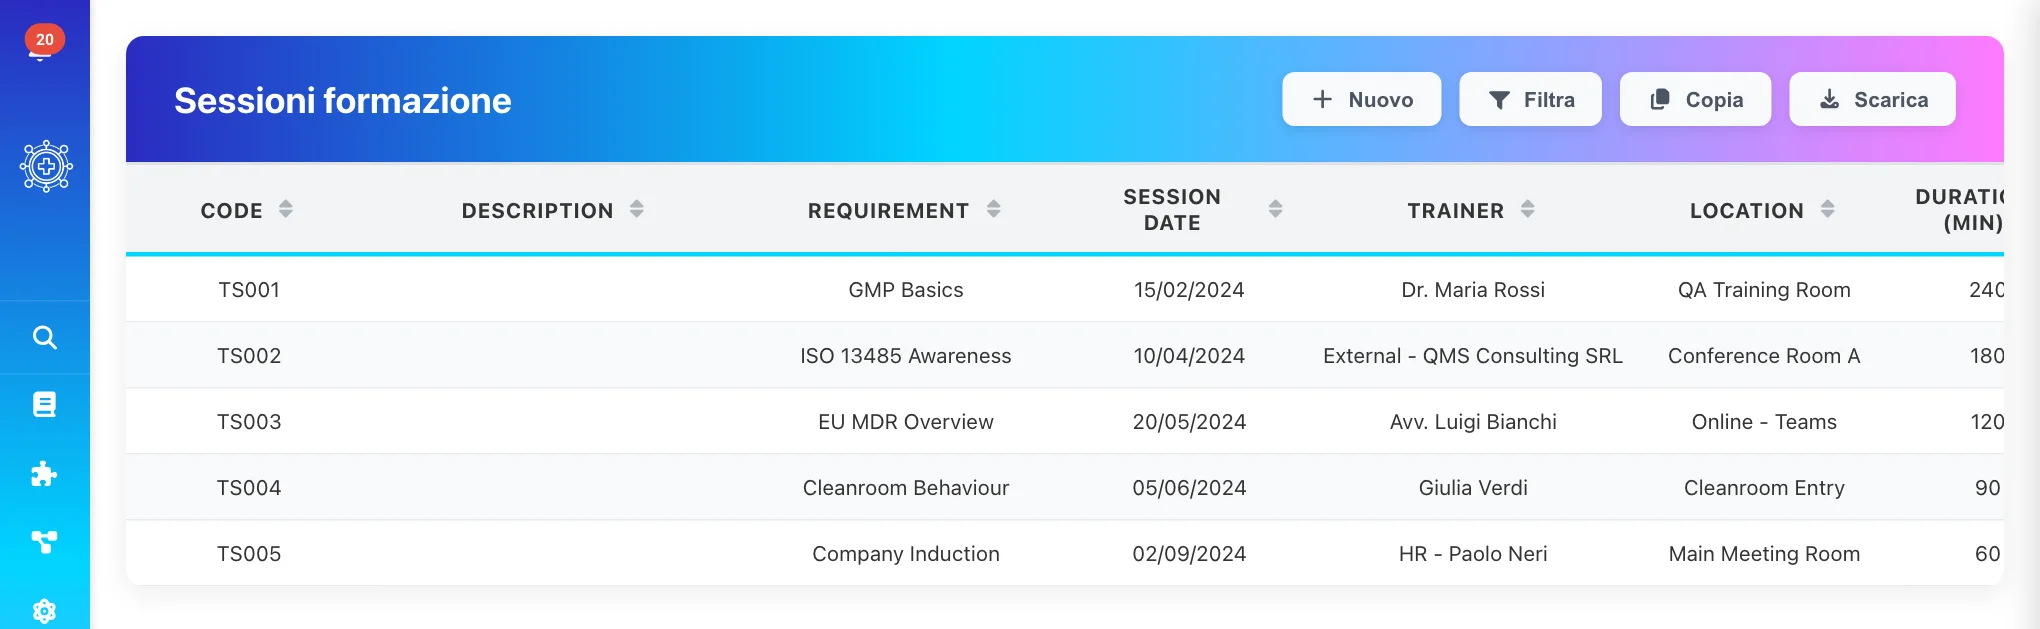 20
Sessioni formazione
Nuovo Filtra Copia Scarica
CODE DESCRIPTION REQUIREMENT SESSION DATE TRAINER LOCATION DURATIO (MIN)
TS001 GMP Basics 15/02/2024 Dr. Maria Rossi QA Training Room 240
TS002 ISO 13485 Awareness 10/04/2024 External - QMS Consulting SRL Conference Room A 180
TS003 EU MDR Overview 20/05/2024 Avv. Luigi Bianchi Online - Teams 120
TS004 Cleanroom Behaviour 05/06/2024 Giulia Verdi Cleanroom Entry 90
TS005 Company Induction 02/09/2024 HR - Paolo Neri Main Meeting Room 60